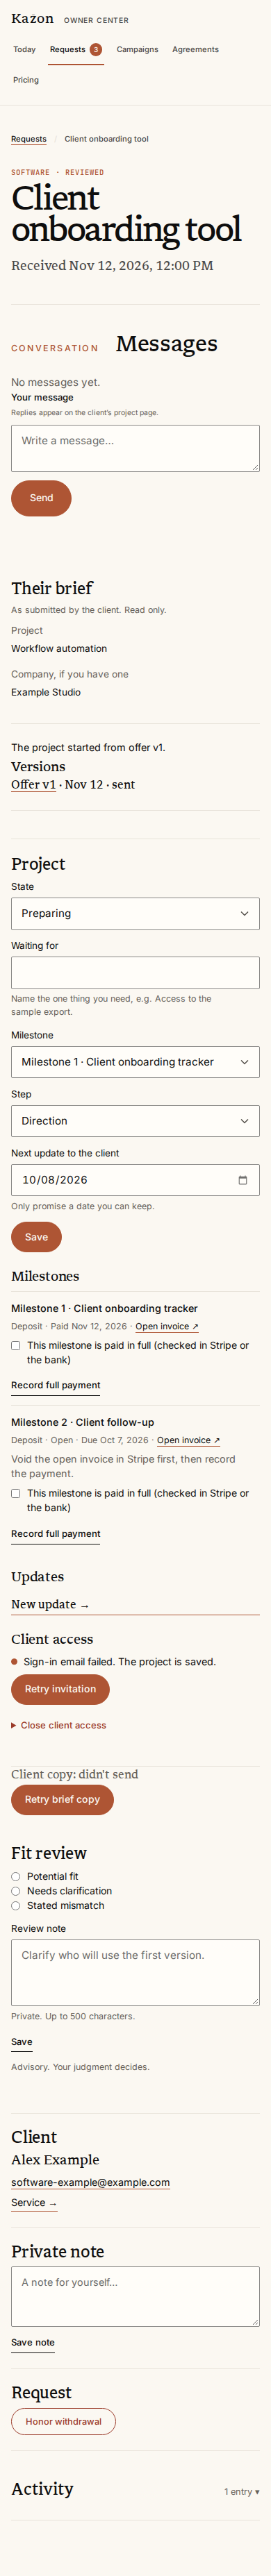 Kažon OWNER CENTER
Today Requests 3 Campaigns Agreements
Pricing
Requests / Client onboarding tool
SOFTWARE · REVIEWED
Client
onboarding tool
Received Nov 12, 2026, 12:00 PM
CONVERSATION Messages
No messages yet.
Your message
Replies appear on the client's project page.
Write a message...
Send
Their brief
As submitted by the client. Read only.
Project
Workflow automation
Company, if you have one
Example Studio
The project started from offer v1.
Versions
Offer v1 · Nov 12 · sent
Project
State
Preparing
Waiting for
Name the one thing you need, e.g. Access to the
sample export.
Milestone
Milestone 1 · Client onboarding tracker
Step
Direction
Next update to the client
10/08/2026
Only promise a date you can keep.
Save
Milestones
Milestone 1 · Client onboarding tracker
Deposit · Paid Nov 12, 2026 · Open invoice ↗
This milestone is paid in full (checked in Stripe or
the bank)
Record full payment
Milestone 2 · Client follow-up
Deposit · Open · Due Oct 7, 2026 · Open invoice ↗
Void the open invoice in Stripe first, then record
the payment.
This milestone is paid in full (checked in Stripe or
the bank)
Record full payment
Updates
New update →
Client access
Sign-in email failed. The project is saved.
Retry invitation
▶ Close client access
Client copy: didn't send
Retry brief copy
Fit review
Potential fit
Needs clarification
Stated mismatch
Review note
Clarify who will use the first version.
Private. Up to 500 characters.
Save
Advisory. Your judgment decides.
Client
Alex Example
software-example@example.com
Service →
Private note
A note for yourself...
Save note
Request
Honor withdrawal
Activity 1 entry ▾